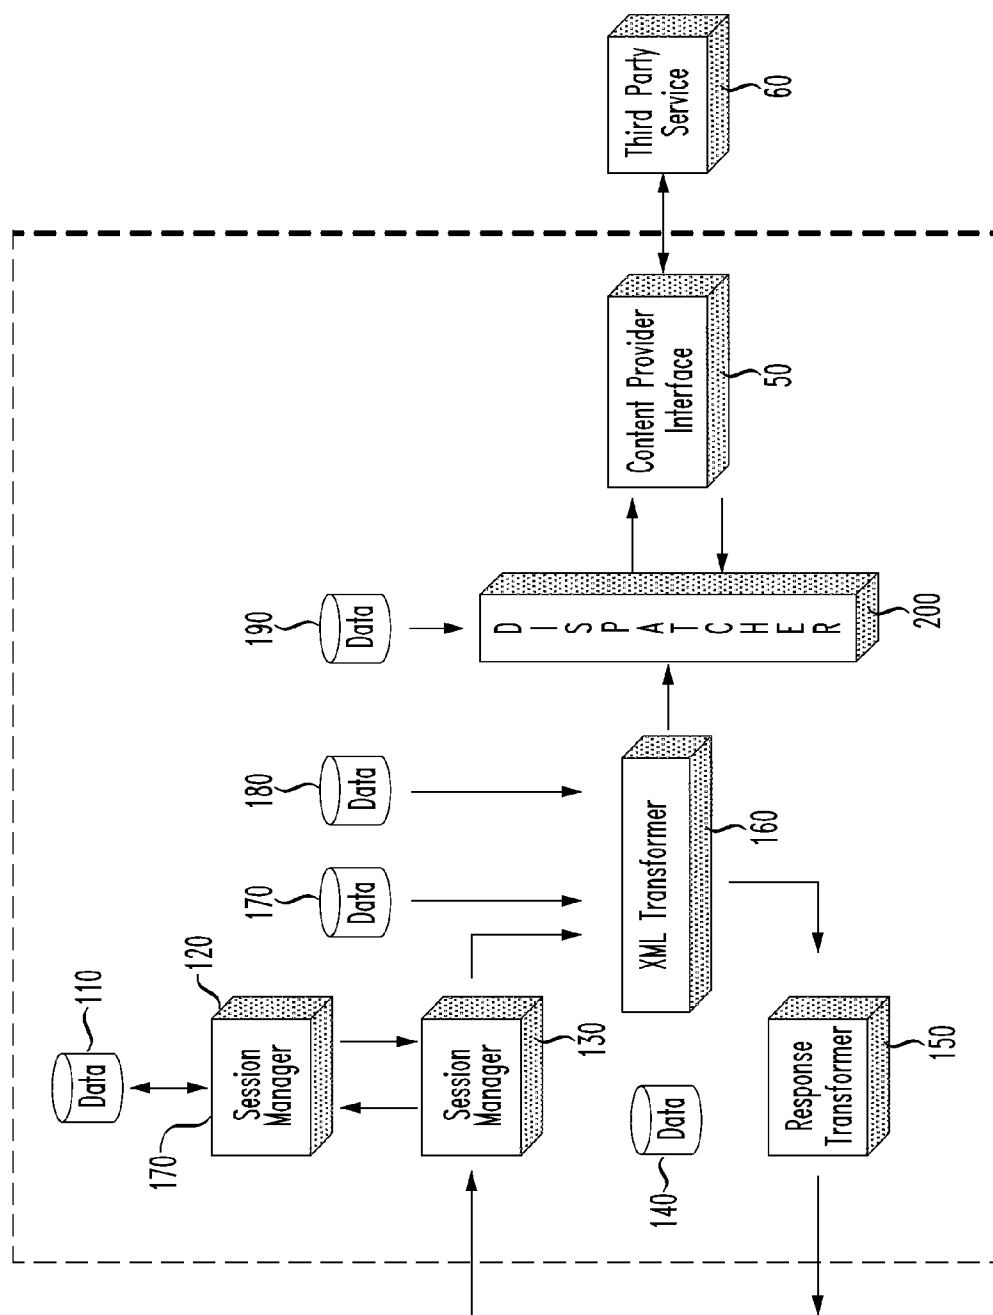 110
Data
170
120
Session
Manager
Session
Manager
130
140
Data
Response
Transformer
150
170
Data
180
Data
XML Transformer
160
190
Data
DISPATCHER
200
Content Provider
Interface
50
Third Party
Service
60